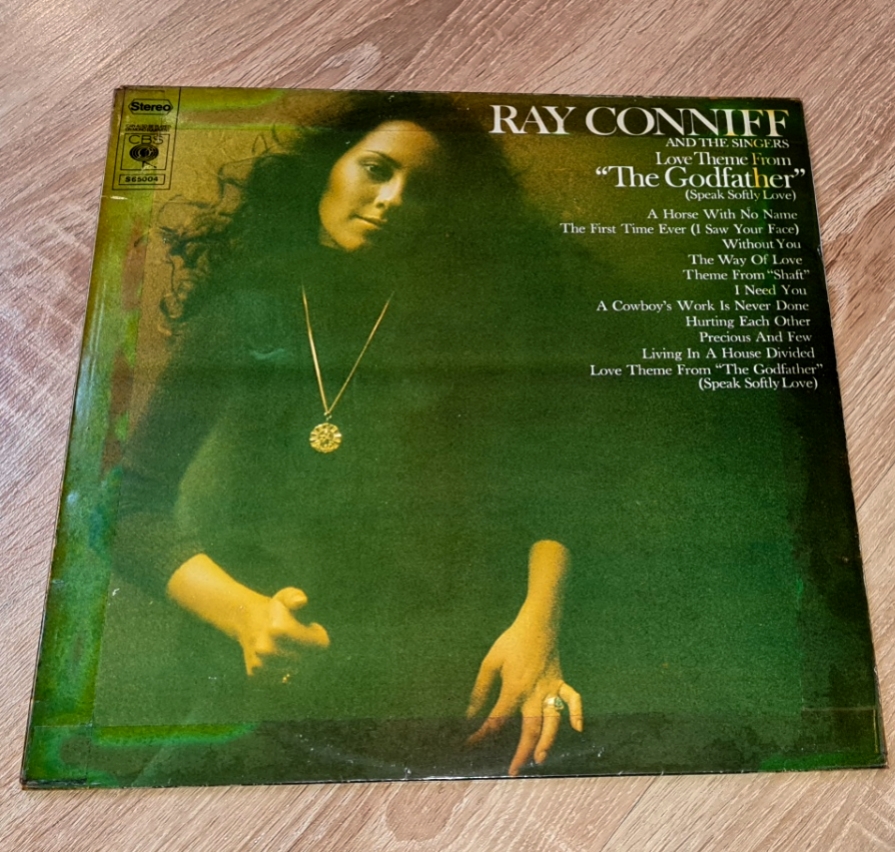 Stereo
CBS
S 65004
RAY CONNIFF
AND THE SINGERS
Love Theme From
“The Godfather”
(Speak Softly Love)
A Horse With No Name
The First Time Ever (I Saw Your Face)
Without You
The Way Of Love
Theme From “Shaft”
I Need You
A Cowboy's Work Is Never Done
Hurting Each Other
Precious And Few
Living In A House Divided
Love Theme From “The Godfather”
(Speak Softly Love)